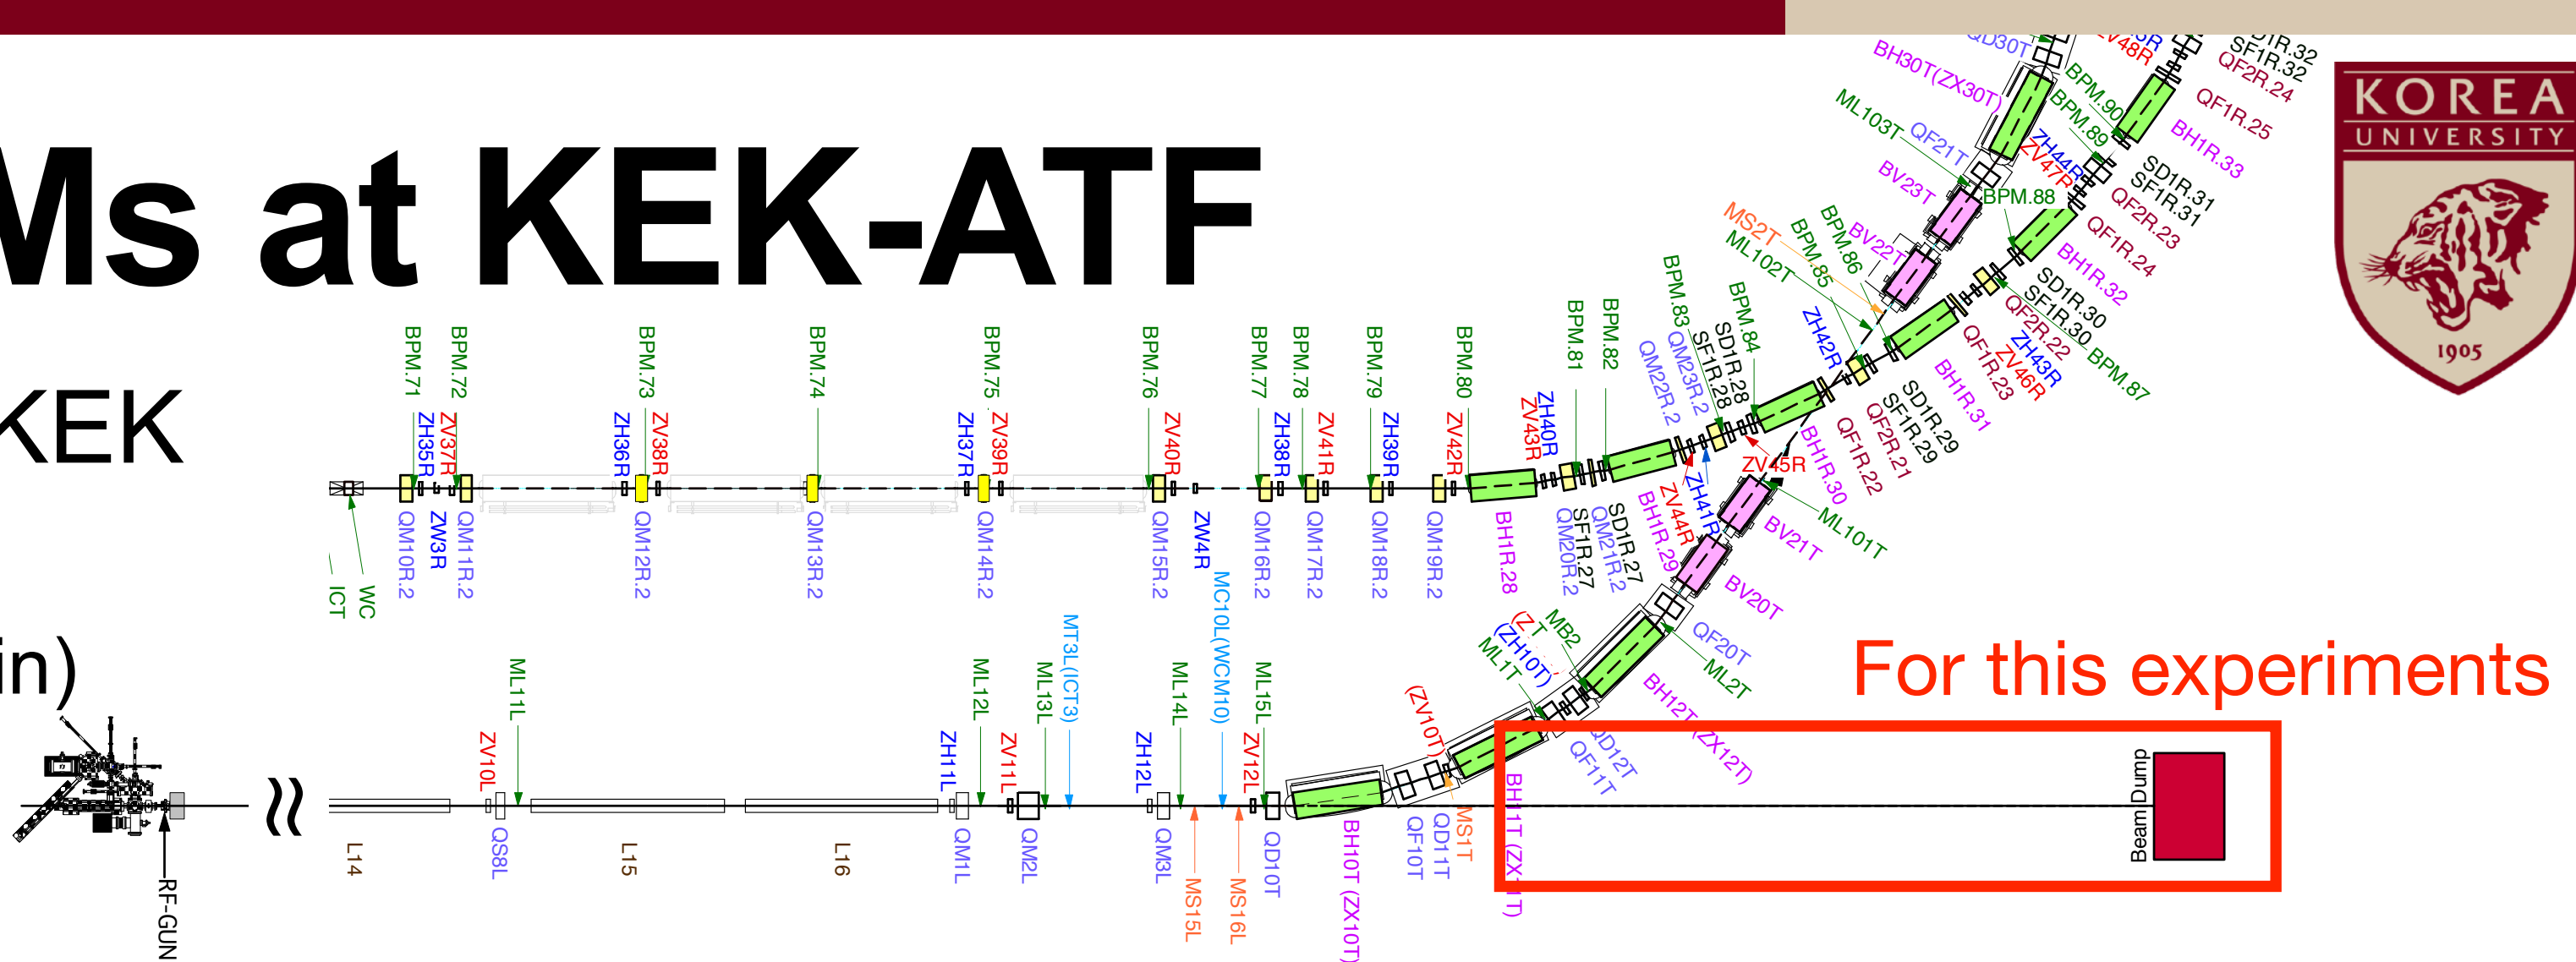 Ms at KEK-ATF
KEK
in)
For this experiments
KOREA
UNIVERSITY
1905
BPM.71
BPM.72
BPM.73
BPM.74
BPM.75
BPM.76
BPM.77
BPM.78
BPM.79
BPM.80
BPM.81
BPM.82
BPM.83
BPM.84
BPM.85
BPM.86
BPM.87
BPM.88
BPM.89
BPM.90
ZH35R
ZV37R
ZH36R
ZV38R
ZH37R
ZV39R
ZV40R
ZH38R
ZV41R
ZH39R
ZV42R
ZV43R
ZH40R
QM22R.2
QM23R.2
SF1R.28
SD1R.28
ZH42R
QM10R.2
ZW3R
QM11R.2
QM12R.2
QM13R.2
QM14R.2
QM15R.2
ZW4R
QM16R.2
QM17R.2
QM18R.2
QM19R.2
BH1R.28
QM20R.2
SF1R.27
QM21R.2
SD1R.27
BH1R.29
ZV44R
ZH41R
ZV45R
BH1R.30
QF1R.22
QF2R.21
SF1R.29
SD1R.29
BH1R.31
QF1R.23
ZV46R
ZH43R
QF2R.22
SF1R.30
SD1R.30
BH1R.32
QF1R.24
QF2R.23
SF1R.31
SD1R.31
BH1R.33
QF1R.25
QF2R.24
SF1R.32
SD1R.32
ZH44R
ZV47R
ZV48R
QD30T
BH30T(ZX30T)
ML103T
QF21T
BV23T
BV22T
MS2T
ML102T
ML101T
BV21T
BV20T
QF20T
ML2T
BH12T(ZX12T)
QD12T
QF11T
MB2
(ZH10T)
ML1T
(ZV10T)
ICT
WC
ML11L
ML12L
ML13L
MT3L(ICT3)
ML14L
MC10L(WCM10)
ML15L
ZV10L
ZH11L
ZV11L
ZH12L
ZV12L
L14
QS8L
L15
L16
QM1L
QM2L
QM3L
MS15L
MS16L
QD10T
BH10T (ZX10T)
QF10T
QD11T
MS1T
BH11T (ZX11T)
Beam Dump
RF-GUN